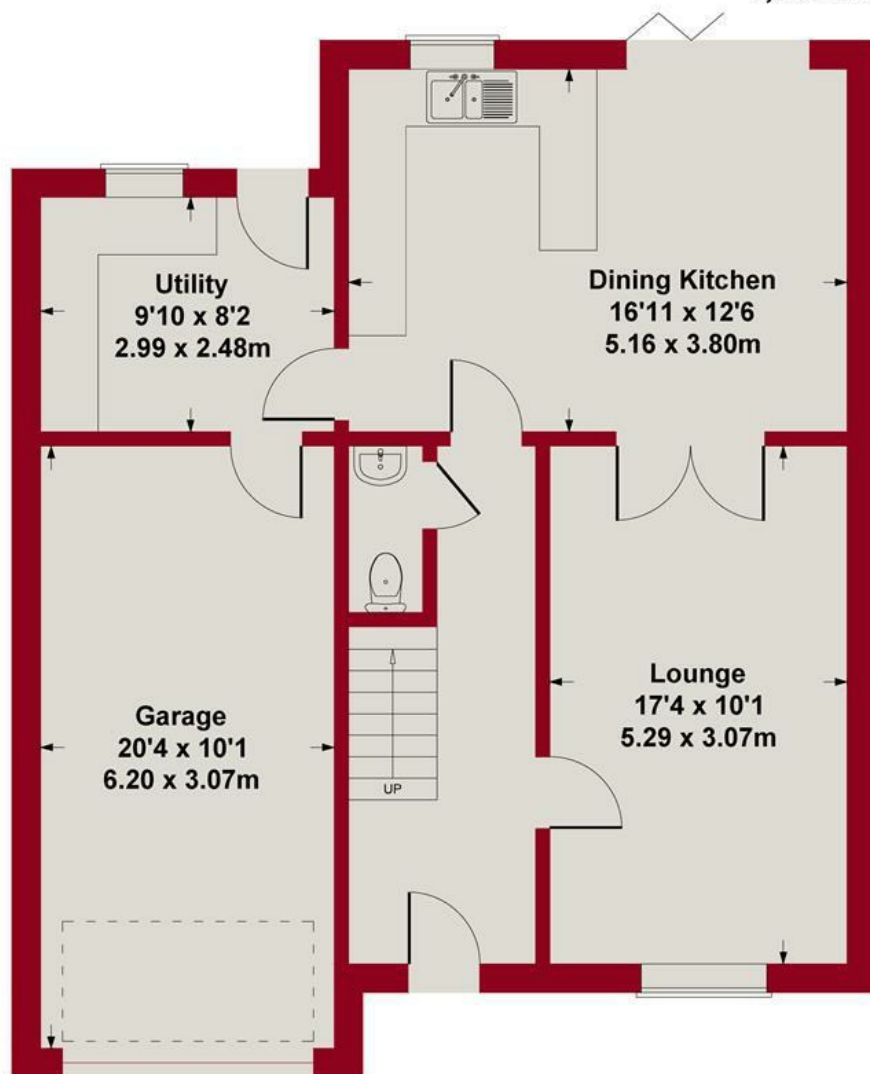 Utility
9'10 x 8'2
2.99 x 2.48m
Dining Kitchen
16'11 x 12'6
5.16 x 3.80m
Garage
20'4 x 10'1
6.20 x 3.07m
Lounge
17'4 x 10'1
5.29 x 3.07m
UP